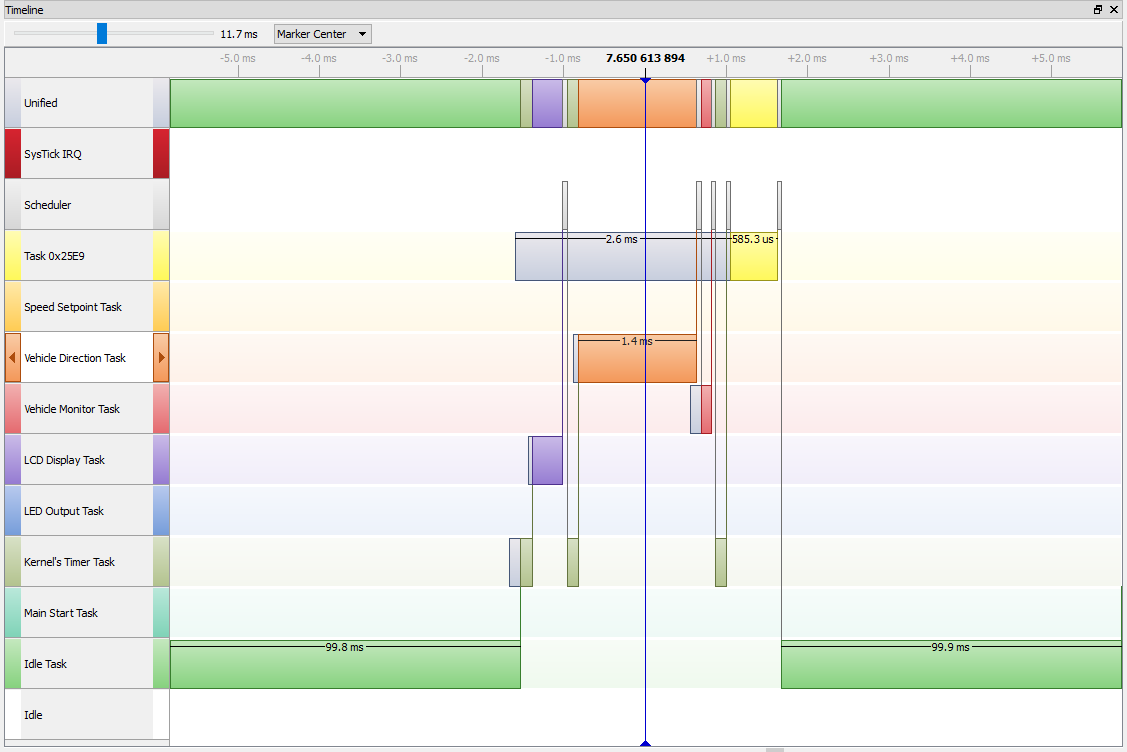 Timeline
11.7 ms Marker Center
-5.0 ms -4.0 ms -3.0 ms -2.0 ms -1.0 ms 7.650 613 894 +1.0 ms +2.0 ms +3.0 ms +4.0 ms +5.0 ms
Unified
SysTick IRQ
Scheduler
Task 0x25E9 2.6 ms 585.3 us
Speed Setpoint Task
Vehicle Direction Task 1.4 ms
Vehicle Monitor Task
LCD Display Task
LED Output Task
Kernel's Timer Task
Main Start Task
Idle Task 99.8 ms 99.9 ms
Idle